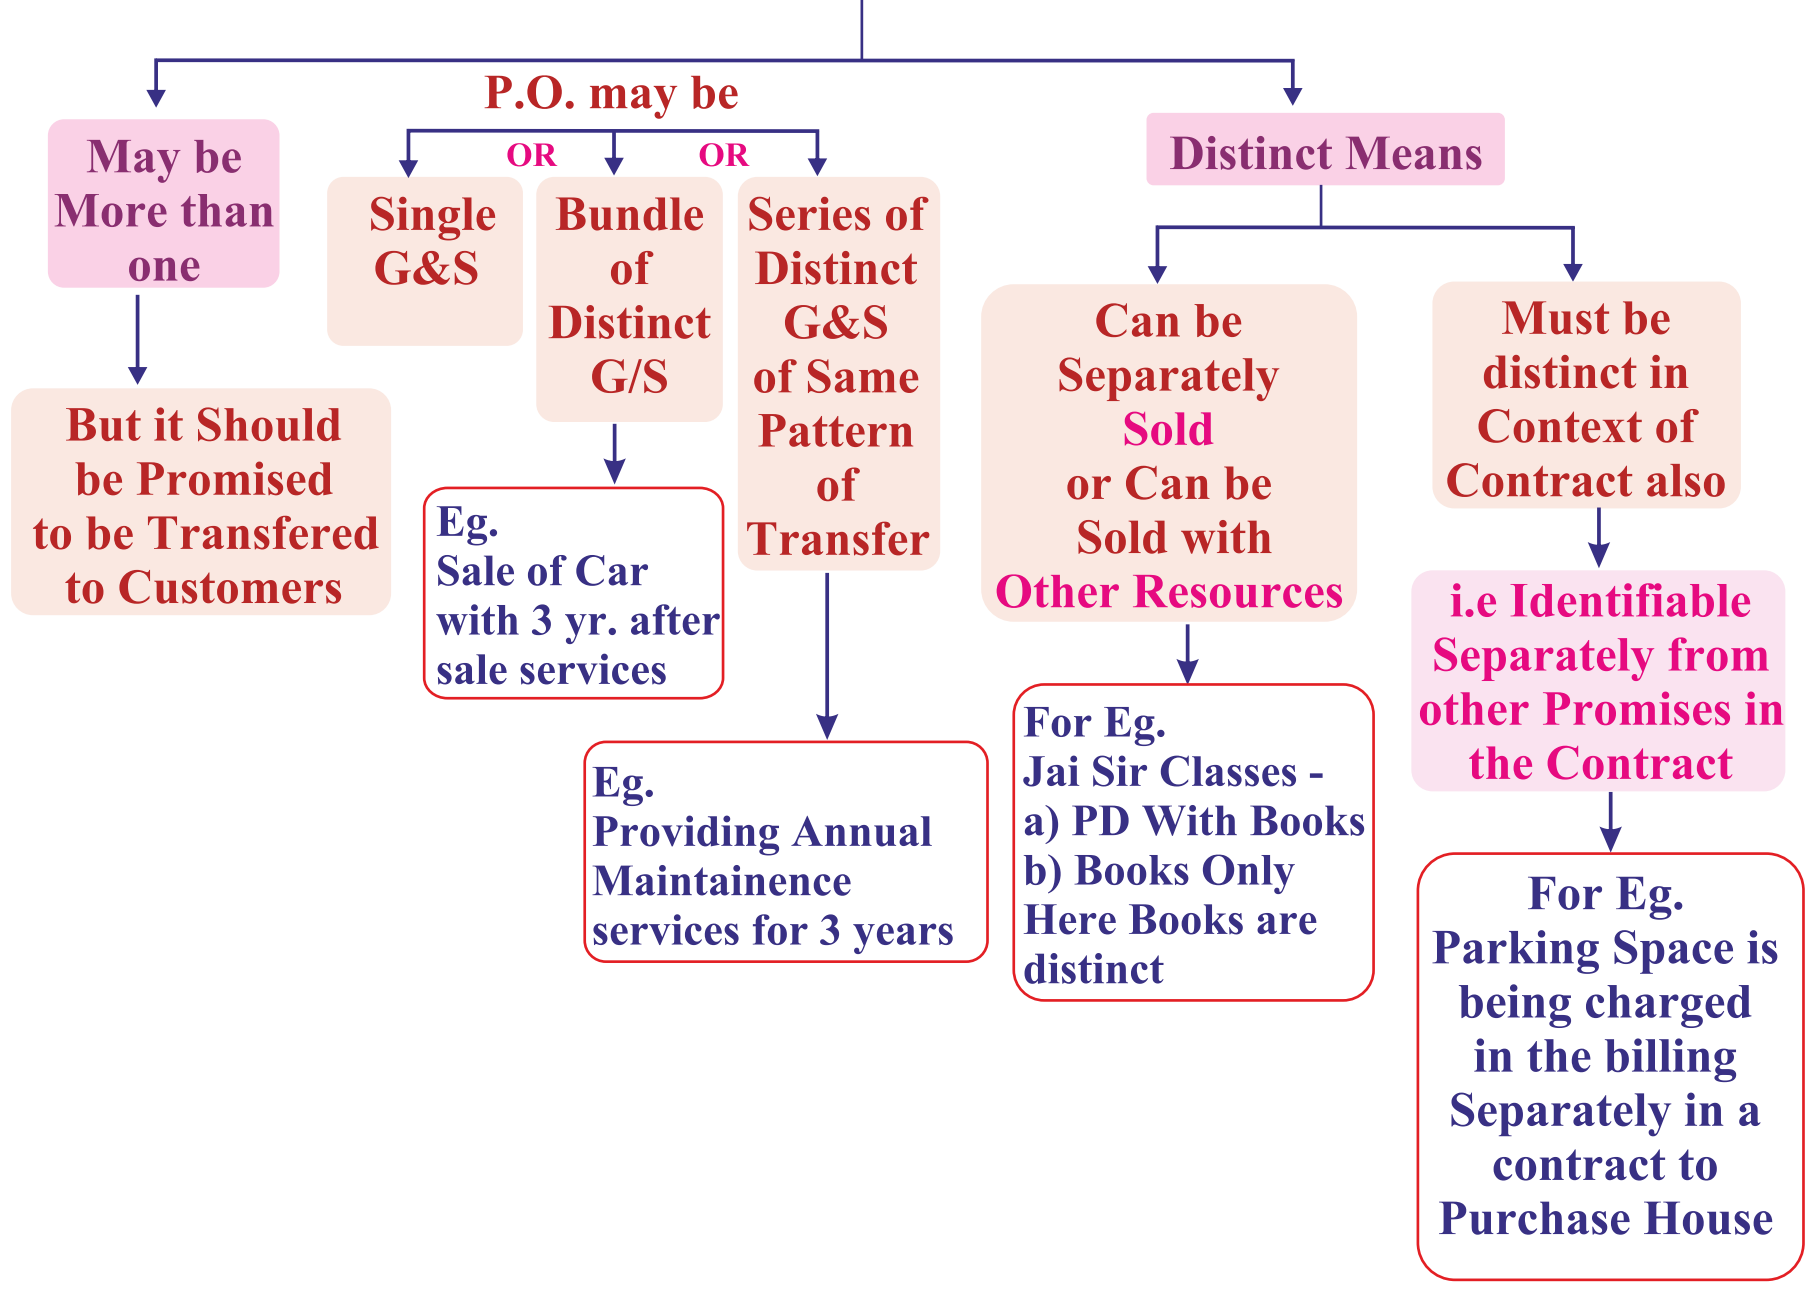 P.O. may be
May be
More than
one
But it Should
be Promised
to be Transfered
to Customers
OR
OR
Single
G&S
Bundle
of
Distinct
G/S
Eg.
Sale of Car
with 3 yr. after
sale services
Series of
Distinct
G&S
of Same
Pattern
of
Transfer
Eg.
Providing Annual
Maintainence
services for 3 years
Distinct Means
Can be
Separately
Sold
or Can be
Sold with
Other Resources
For Eg.
Jai Sir Classes -
a) PD With Books
b) Books Only
Here Books are
distinct
Must be
distinct in
Context of
Contract also
i.e Identifiable
Separately from
other Promises in
the Contract
For Eg.
Parking Space is
being charged
in the billing
Separately in a
contract to
Purchase House